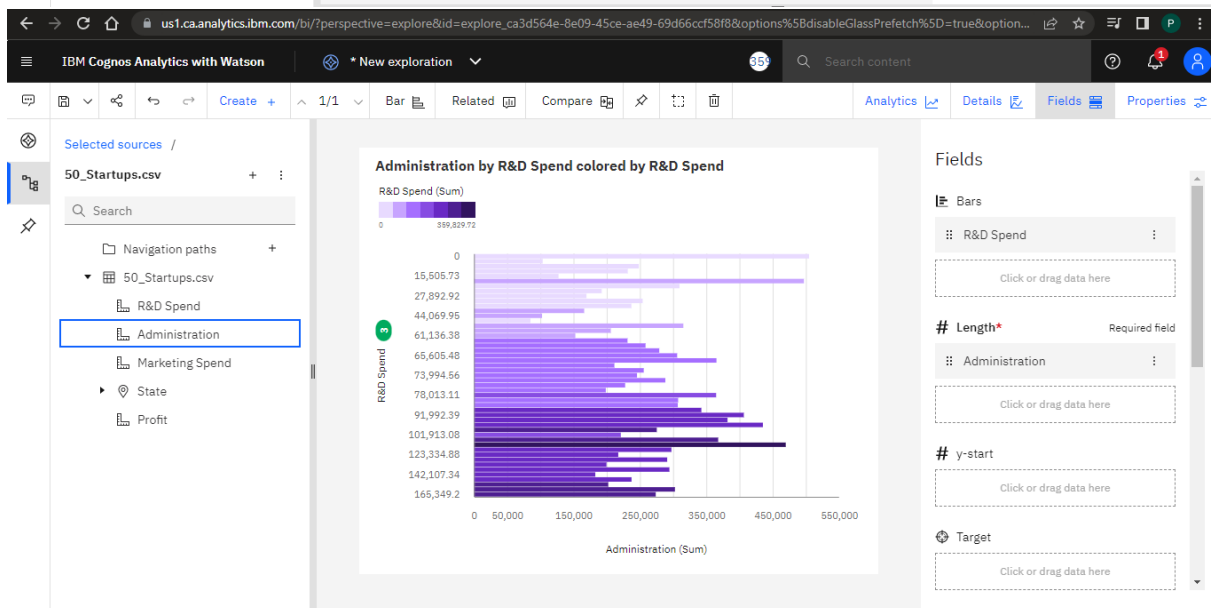 us1.ca.analytics.ibm.com/bi/?perspective=explore&id=explore_ca3d564e-8e09-45ce-ae49-69d66ccf58f8&options%5BdisableGlassPrefetch%5D=true&option...
P
IBM Cognos Analytics with Watson
* New exploration
359
Search content
1
Create +
1/1
Bar
Related
Compare
Analytics
Details
Fields
Properties
Selected sources /
50_Startups.csv
Search
Navigation paths
50_Startups.csv
R&D Spend
Administration
Marketing Spend
State
Profit
Administration by R&D Spend colored by R&D Spend
R&D Spend (Sum)
0 359,829.72
R&D Spend
3
0
15,505.73
27,892.92
44,069.95
61,136.38
65,605.48
73,994.56
78,013.11
91,992.39
101,913.08
123,334.88
142,107.34
165,349.2
0 50,000 150,000 250,000 350,000 450,000 550,000
Administration (Sum)
Fields
Bars
R&D Spend
Click or drag data here
# Length* Required field
Administration
Click or drag data here
# y-start
Click or drag data here
Target
Click or drag data here